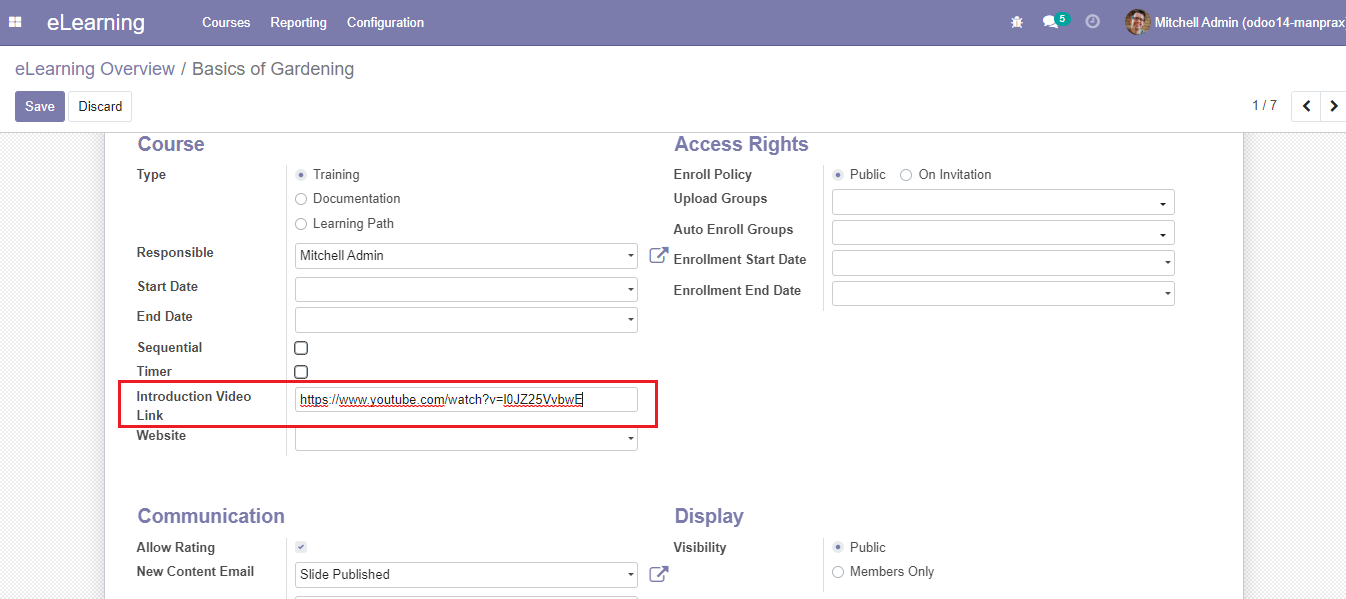 eLearning Courses Reporting Configuration 5 Mitchell Admin (odoo14-manprax
eLearning Overview / Basics of Gardening
Save Discard 1 / 7
Course Access Rights
Type Training Enroll Policy Public On Invitation
Documentation Upload Groups
Learning Path Auto Enroll Groups
Responsible Mitchell Admin Enrollment Start Date
Start Date Enrollment End Date
End Date
Sequential
Timer
Introduction Video https://www.youtube.com/watch?v=I0JZ25VvbwE
Link
Website
Communication Display
Allow Rating Visibility Public
New Content Email Slide Published Members Only